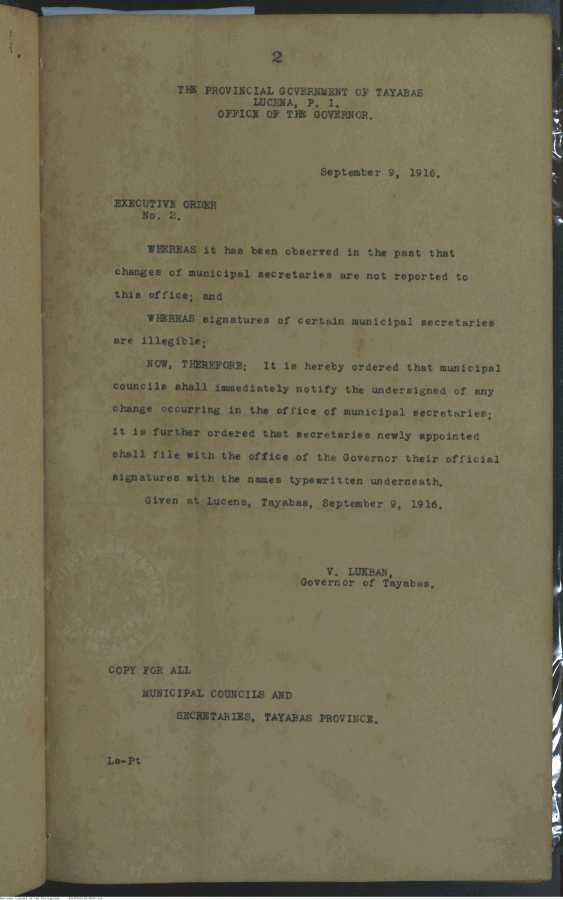 2
THE PROVINCIAL GOVERNMENT OF TAYABAS
LUCENA, P. I.
OFFICE OF THE GOVERNOR.
September 9, 1916.
EXECUTIVE ORDER
No. 2.
WHEREAS it has been observed in the past that
changes of municipal secretaries are not reported to
this office; and
WHEREAS signatures of certain municipal secretaries
are illegible;
NOW, THEREFORE: It is hereby ordered that municipal
councils shall immediately notify the undersigned of any
change occurring in the office of municipal secretaries;
it is further ordered that secretaries newly appointed
shall file with the office of the Governor their official
signatures with the names typewritten underneath.
Given at Lucena, Tayabas, September 9, 1916.
V. LUKBAN,
Governor of Tayabas.
COPY FOR ALL
MUNICIPAL COUNCILS AND
SECRETARIES, TAYABAS PROVINCE.
Lo-Pt